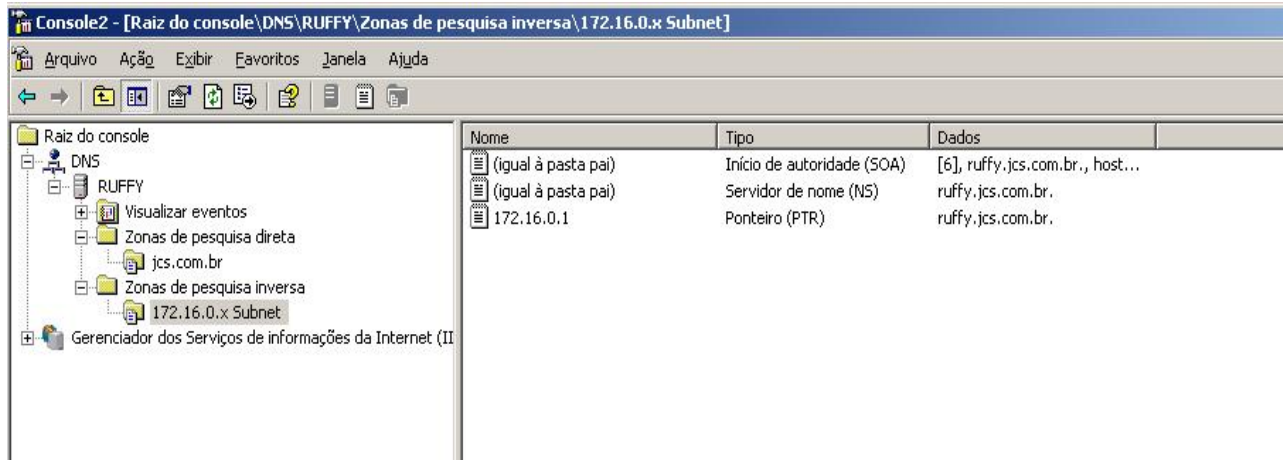 Console2 - [Raiz do console\DNS\RUFFY\Zonas de pesquisa inversa\172.16.0.x Subnet]
Arquivo Ação Exibir Favoritos Janela Ajuda
Raiz do console
DNS
RUFFY
Visualizar eventos
Zonas de pesquisa direta
jcs.com.br
Zonas de pesquisa inversa
172.16.0.x Subnet
Gerenciador dos Serviços de informações da Internet (II
Nome Tipo Dados
(igual à pasta pai) Início de autoridade (SOA) [6], ruffy.jcs.com.br., host...
(igual à pasta pai) Servidor de nome (NS) ruffy.jcs.com.br.
172.16.0.1 Ponteiro (PTR) ruffy.jcs.com.br.